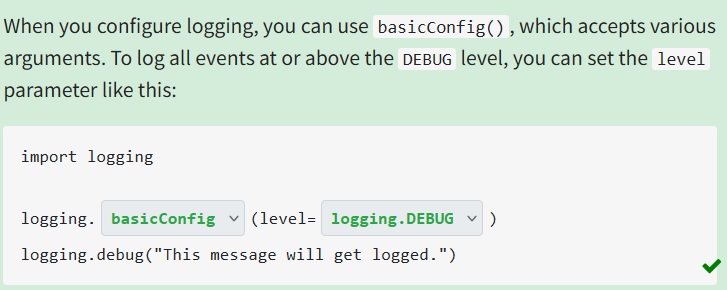 When you configure logging, you can use basicConfig(), which accepts various
arguments. To log all events at or above the DEBUG level, you can set the level
parameter like this:
import logging
logging. basicConfig (level= logging.DEBUG )
logging.debug("This message will get logged.")